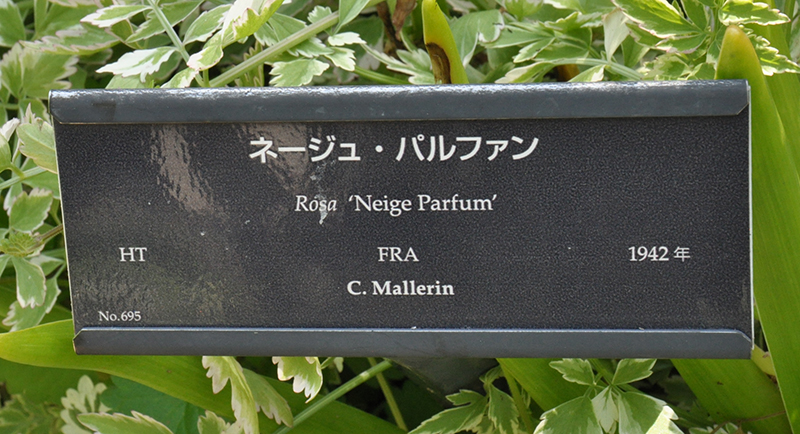 ネージュ・パルファン
Rosa 'Neige Parfum'
HT FRA 1942年
C. Mallerin
No.695